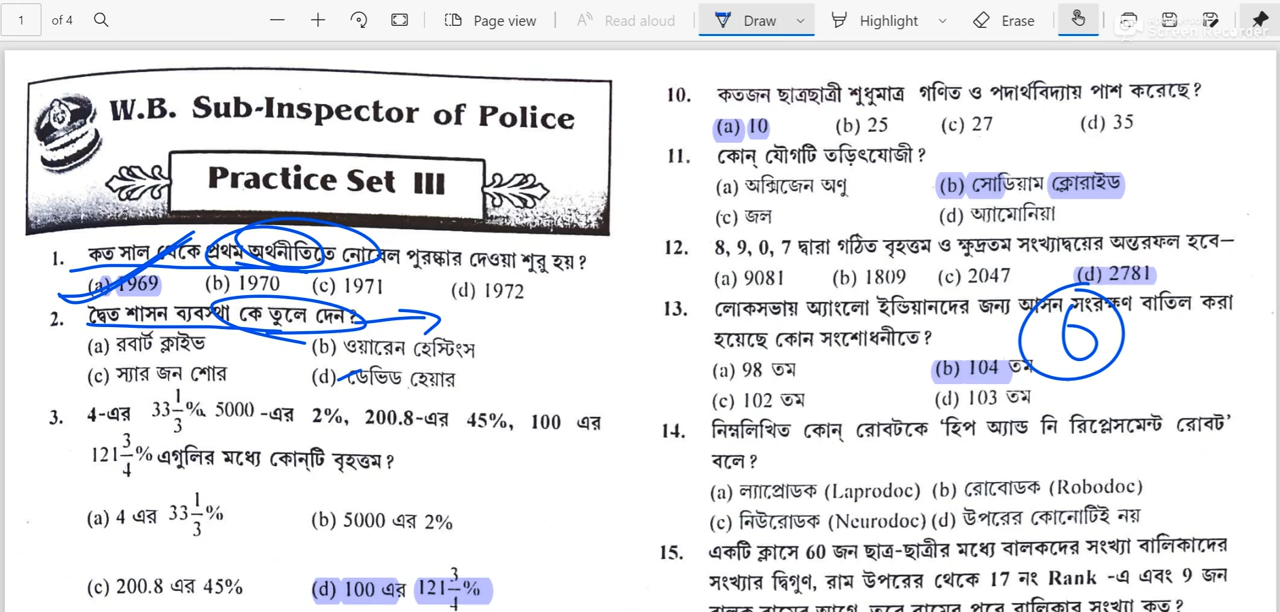 1 of 4 Page view Read aloud Draw Highlight Erase
Screen Recorder
W.B. Sub-Inspector of Police
Practice Set III
1. কত সাল থেকে প্রথম অর্থনীতিতে নোবেল পুরস্কার দেওয়া শুরু হয়?
(a) 1969 (b) 1970 (c) 1971 (d) 1972
2. দ্বৈত শাসন ব্যবস্থা কে তুলে দেন?
(a) রবার্ট ক্লাইভ (b) ওয়ারেন হেস্টিংস
(c) স্যার জন শোর (d) ডেভিড হেয়ার
3. 4-এর 33 1/3 %, 5000 -এর 2%, 200.8-এর 45%, 100 এর
121 3/4 % এগুলির মধ্যে কোন্‌টি বৃহত্তম?
(a) 4 এর 33 1/3 % (b) 5000 এর 2%
(c) 200.8 এর 45% (d) 100 এর 121 3/4 %
10. কতজন ছাত্রছাত্রী শুধুমাত্র গণিত ও পদার্থবিদ্যায় পাশ করেছে?
(a) 10 (b) 25 (c) 27 (d) 35
11. কোন্ যৌগটি তড়িৎযোজী?
(a) অক্সিজেন অণু (b) সোডিয়াম ক্লোরাইড
(c) জল (d) অ্যামোনিয়া
12. 8, 9, 0, 7 দ্বারা গঠিত বৃহত্তম ও ক্ষুদ্রতম সংখ্যাদ্বয়ের অন্তরফল হবে–
(a) 9081 (b) 1809 (c) 2047 (d) 2781
13. লোকসভায় অ্যাংলো ইন্ডিয়ানদের জন্য আসন সংরক্ষণ বাতিল করা
হয়েছে কোন সংশোধনীতে?
6
(a) 98 তম (b) 104 তম
(c) 102 তম (d) 103 তম
14. নিম্নলিখিত কোন্ রোবটকে ‘হিপ অ্যান্ড নি রিপ্লেসমেন্ট রোবট’
বলে?
(a) ল্যাপ্রোডক (Laprodoc) (b) রোবোডক (Robodoc)
(c) নিউরোডক (Neurodoc) (d) উপরের কোনোটিই নয়
15. একটি ক্লাসে 60 জন ছাত্র-ছাত্রীর মধ্যে বালকদের সংখ্যা বালিকাদের
সংখ্যার দ্বিগুণ, রাম উপরের থেকে 17 নং Rank -এ এবং 9 জন
বালক রামের আগে, তবে রামের পরে বালিকার সংখ্যা কত?